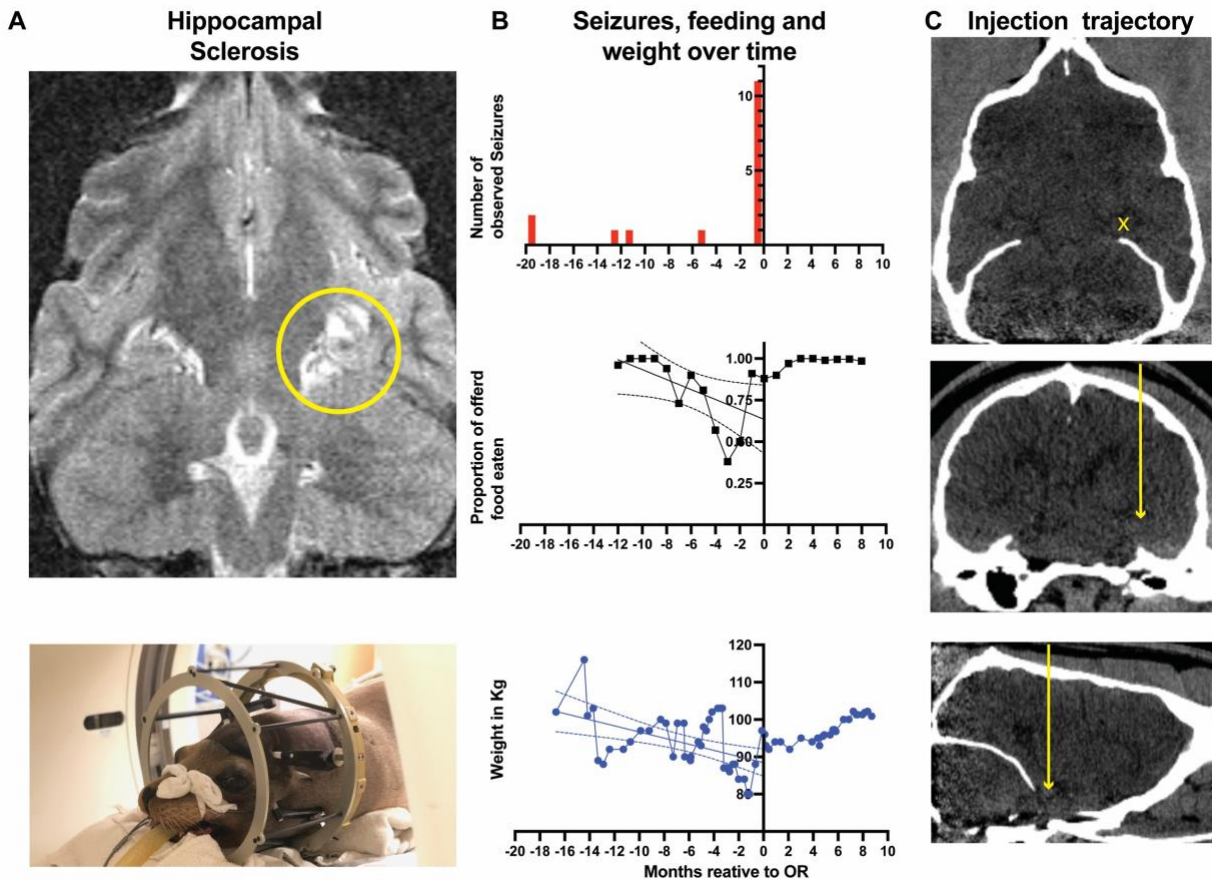 A
Hippocampal
Sclerosis
B
Seizures, feeding and
weight over time
Number of
observed Seizures
10
5
-20 -18 -16 -14 -12 -10 -8 -6 -4 -2 0 2 4 6 8 10
Proportion of offerd
food eaten
1.00
0.75
0.50
0.25
-20 -18 -16 -14 -12 -10 -8 -6 -4 -2 0 2 4 6 8 10
Weight in Kg
120
110
100
90
80
-20 -18 -16 -14 -12 -10 -8 -6 -4 -2 0 2 4 6 8 10
Months reative to OR
C
Injection trajectory
x